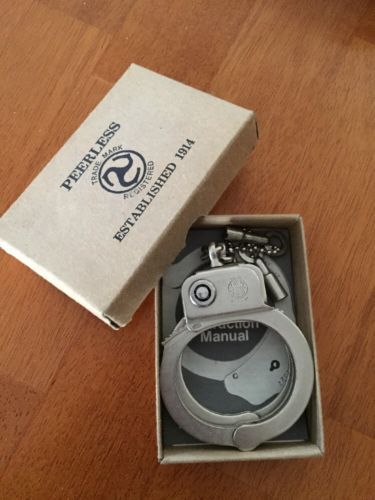 PEERLESS
TRADE MARK
REGISTERED
ESTABLISHED 1914
Manual